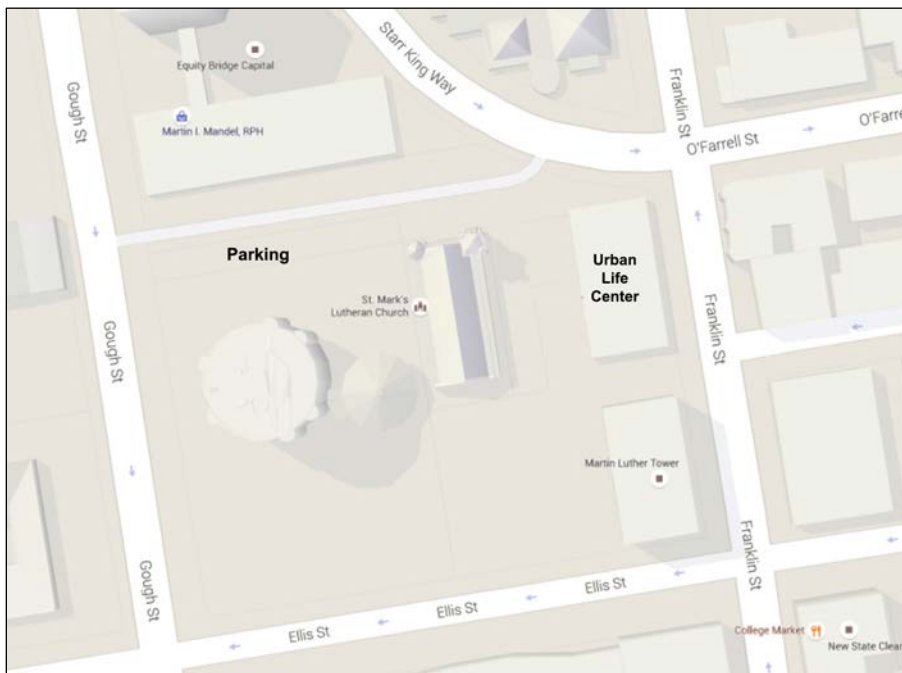 Starr King Way
Equity Bridge Capital
Gough St
Franklin St
Martin I. Mandel, RPH
O'Farrell St
O'Farre
Parking
Urban
Life
Center
St. Mark's
Lutheran Church
Gough St
Franklin St
Martin Luther Tower
Gough St
Franklin St
Ellis St
Ellis St
Ellis St
College Market
New State Clear